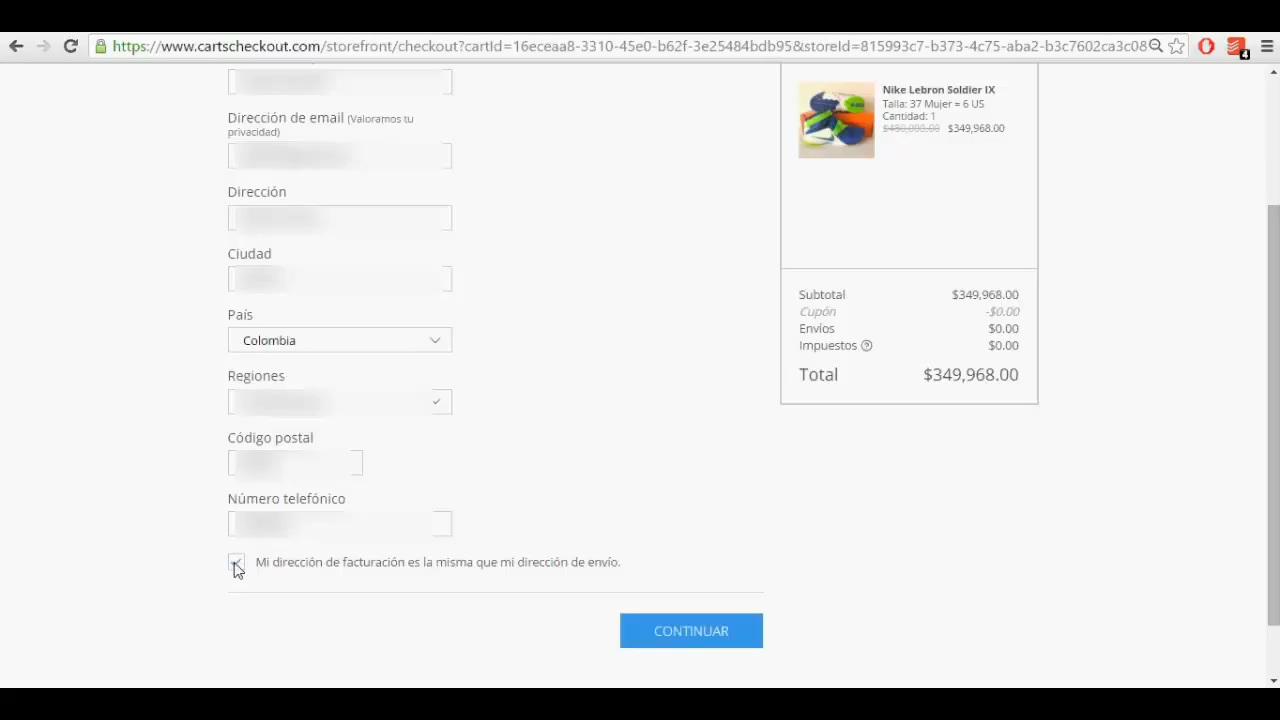 https://www.cartscheckout.com/storefront/checkout?cartId=16eceaa8-3310-45e0-b62f-3e25484bdb95&storeId=815993c7-b373-4c75-aba2-b3c7602ca3c08
4
Dirección de email (Valoramos tu
privacidad)
Dirección
Ciudad
País
Colombia
Regiones
Código postal
Número telefónico
Mi dirección de facturación es la misma que mi dirección de envío.
CONTINUAR
Nike Lebron Soldier IX
Talla: 37 Mujer = 6 US
Cantidad: 1
$349,968.00
Subtotal $349,968.00
Cupón -$0.00
Envíos $0.00
Impuestos ? $0.00
Total $349,968.00